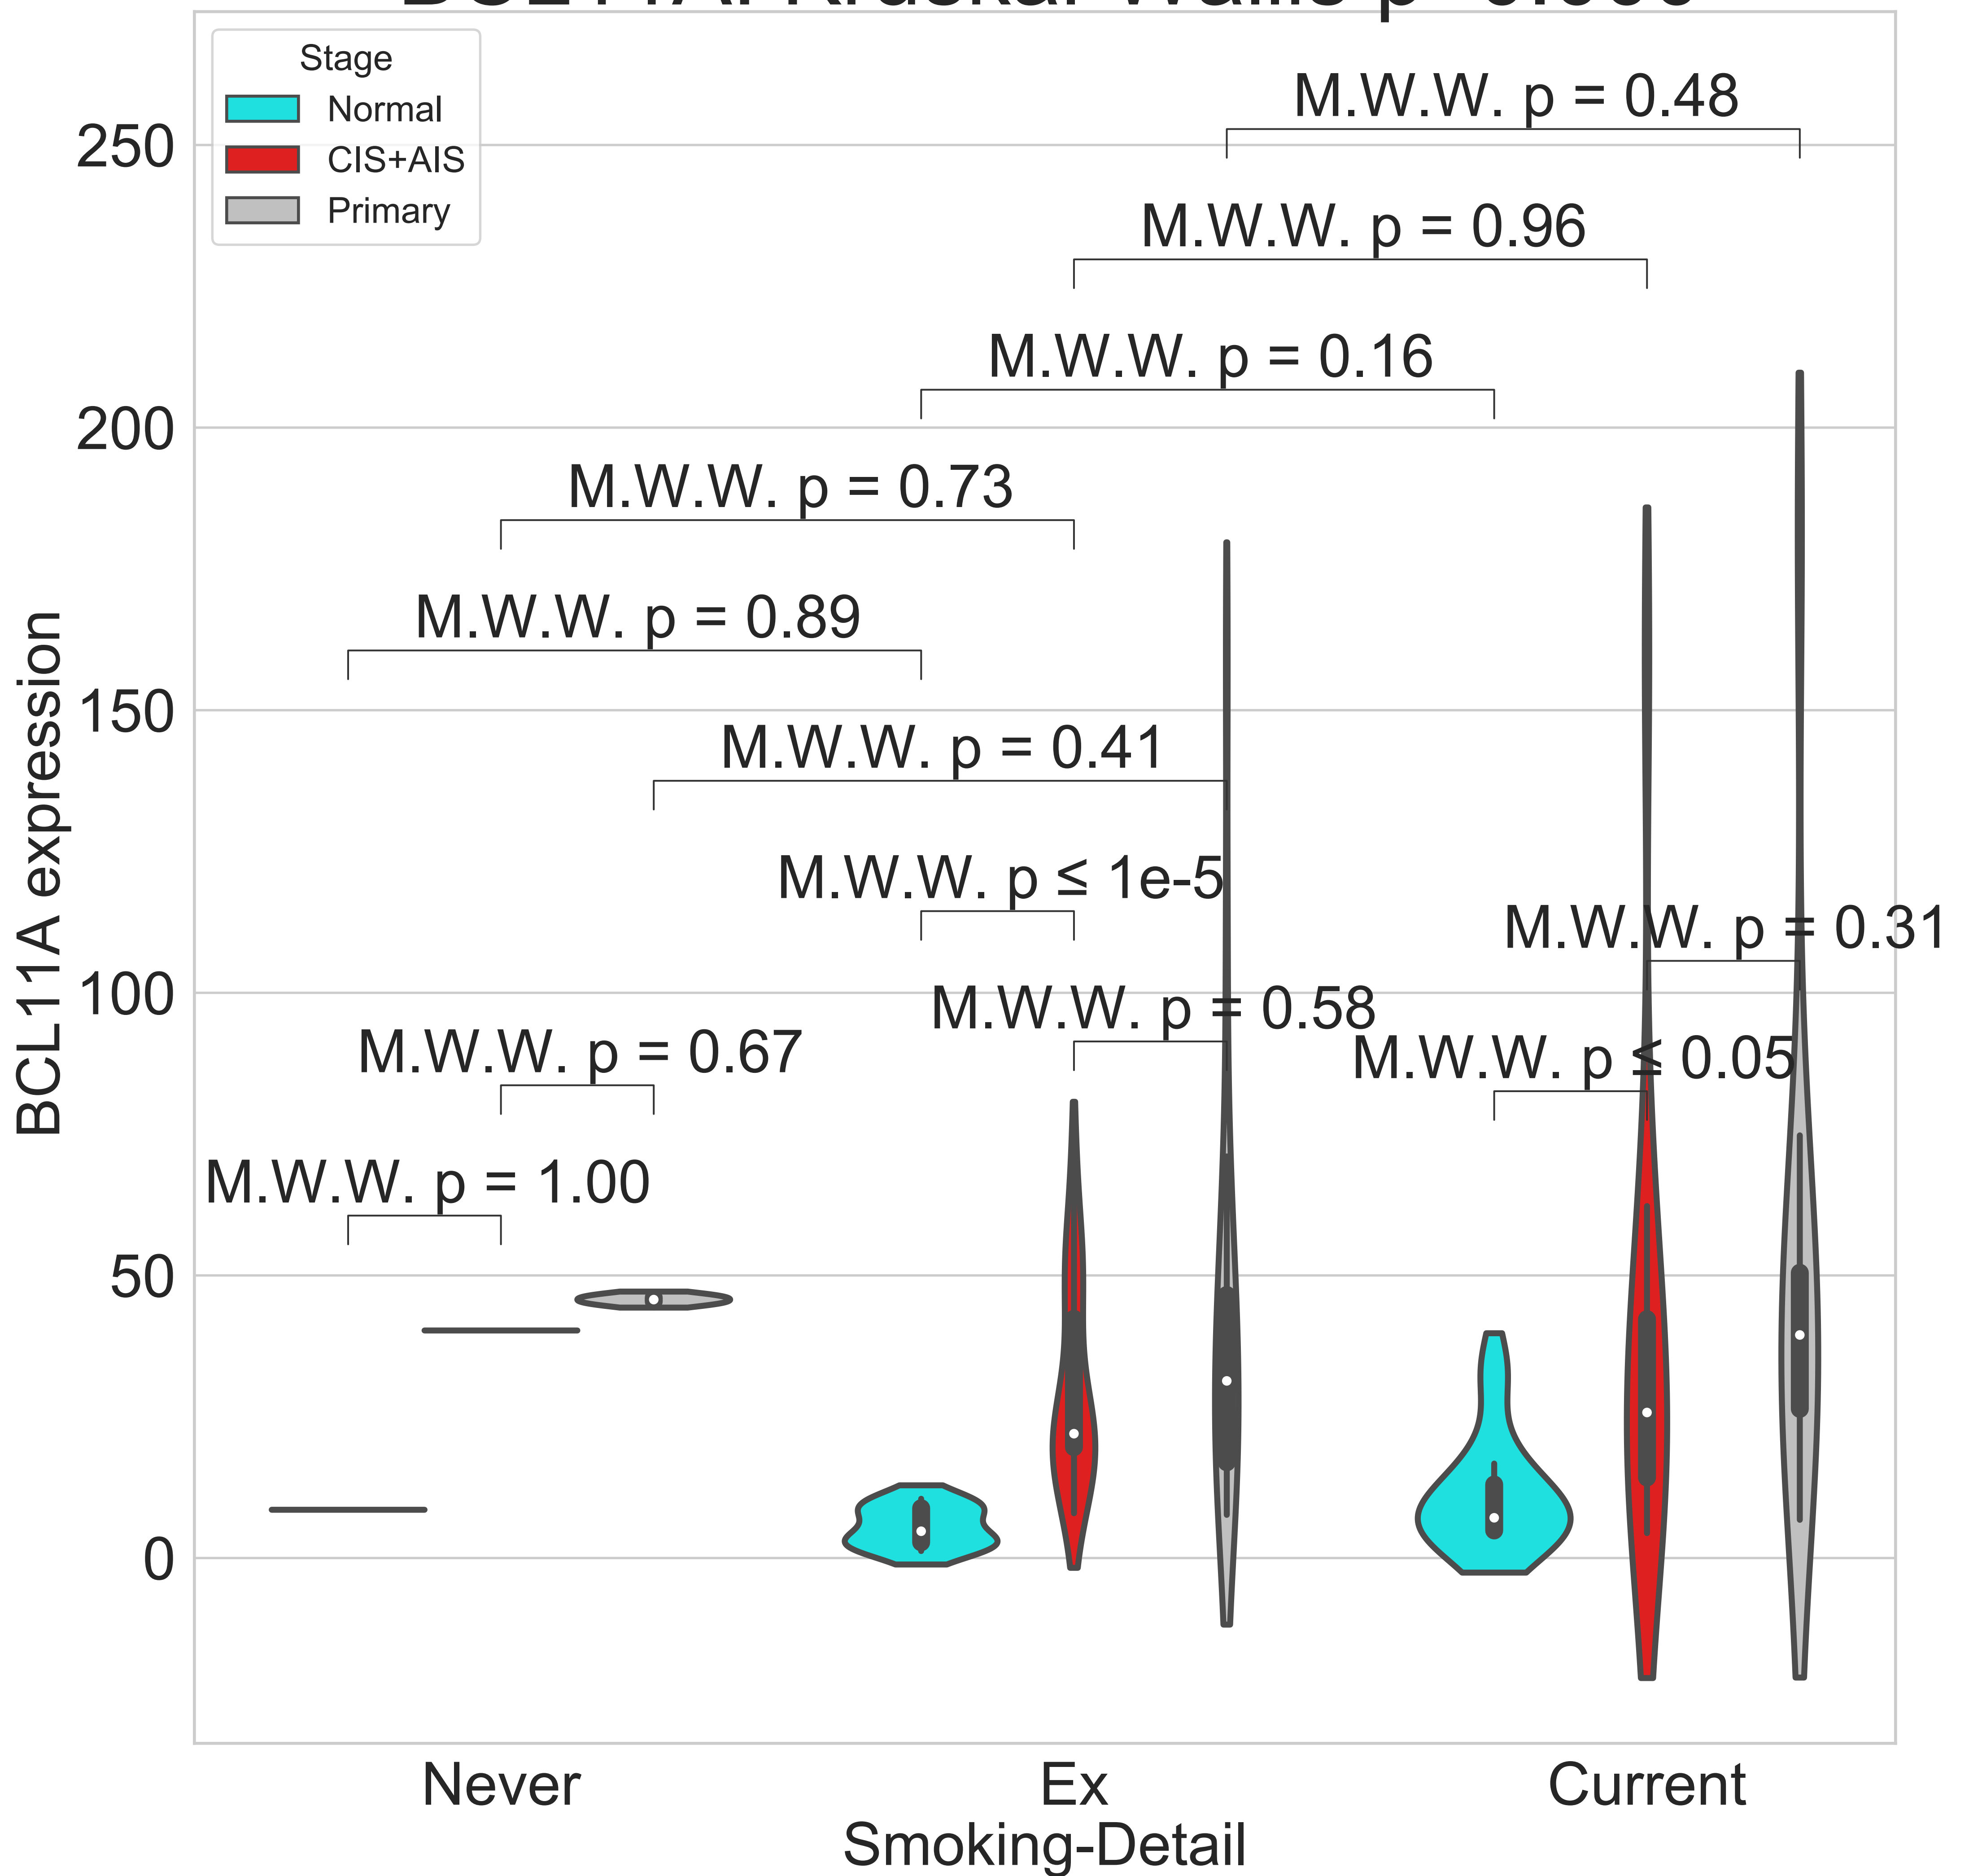 Stage
Normal
CIS+AIS
Primary
M.W.W. p = 0.48
M.W.W. p = 0.96
M.W.W. p = 0.16
M.W.W. p = 0.73
M.W.W. p = 0.89
M.W.W. p = 0.41
M.W.W. p ≤ 1e-5
M.W.W. p = 0.31
M.W.W. p = 0.58
M.W.W. p ≤ 0.05
M.W.W. p = 0.67
M.W.W. p = 1.00
250
200
150
100
50
0
BCL11A expression
Never
Ex
Current
Smoking-Detail